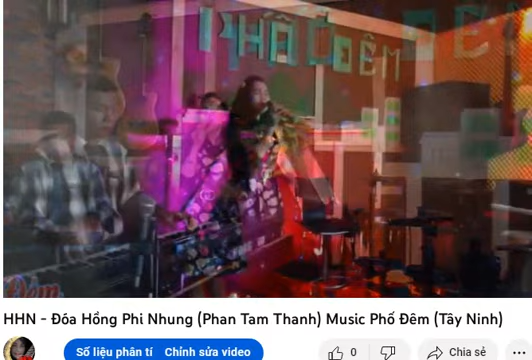 PHỐ ĐÊM
Đêm
HHN - Đóa Hồng Phi Nhung (Phan Tam Thanh) Music Phố Đêm (Tây Ninh)
Số liệu phân tí Chỉnh sửa video 0 Chia sẻ